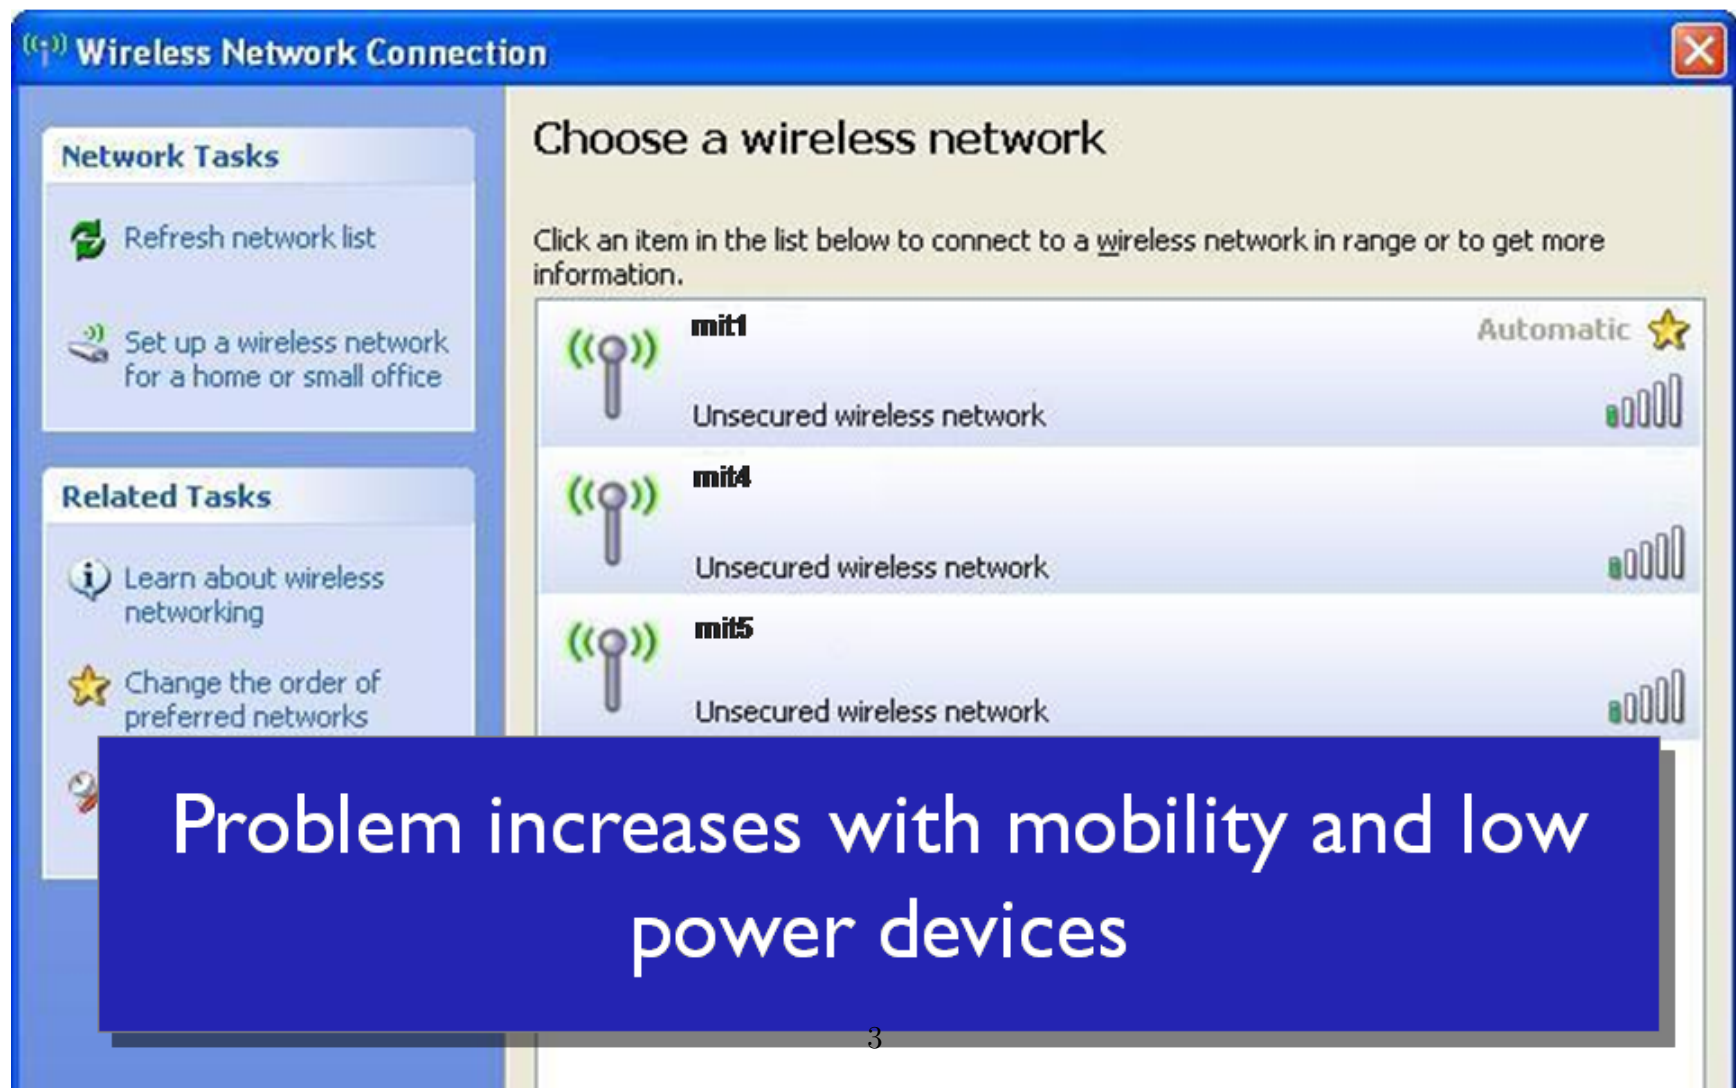 Wireless Network Connection
Network Tasks
Refresh network list
Set up a wireless network
for a home or small office
Related Tasks
Learn about wireless
networking
Change the order of
preferred networks
Choose a wireless network
Click an item in the list below to connect to a wireless network in range or to get more
information.
mit1
Automatic
Unsecured wireless network
mit4
Unsecured wireless network
mit5
Unsecured wireless network
Problem increases with mobility and low
power devices
3